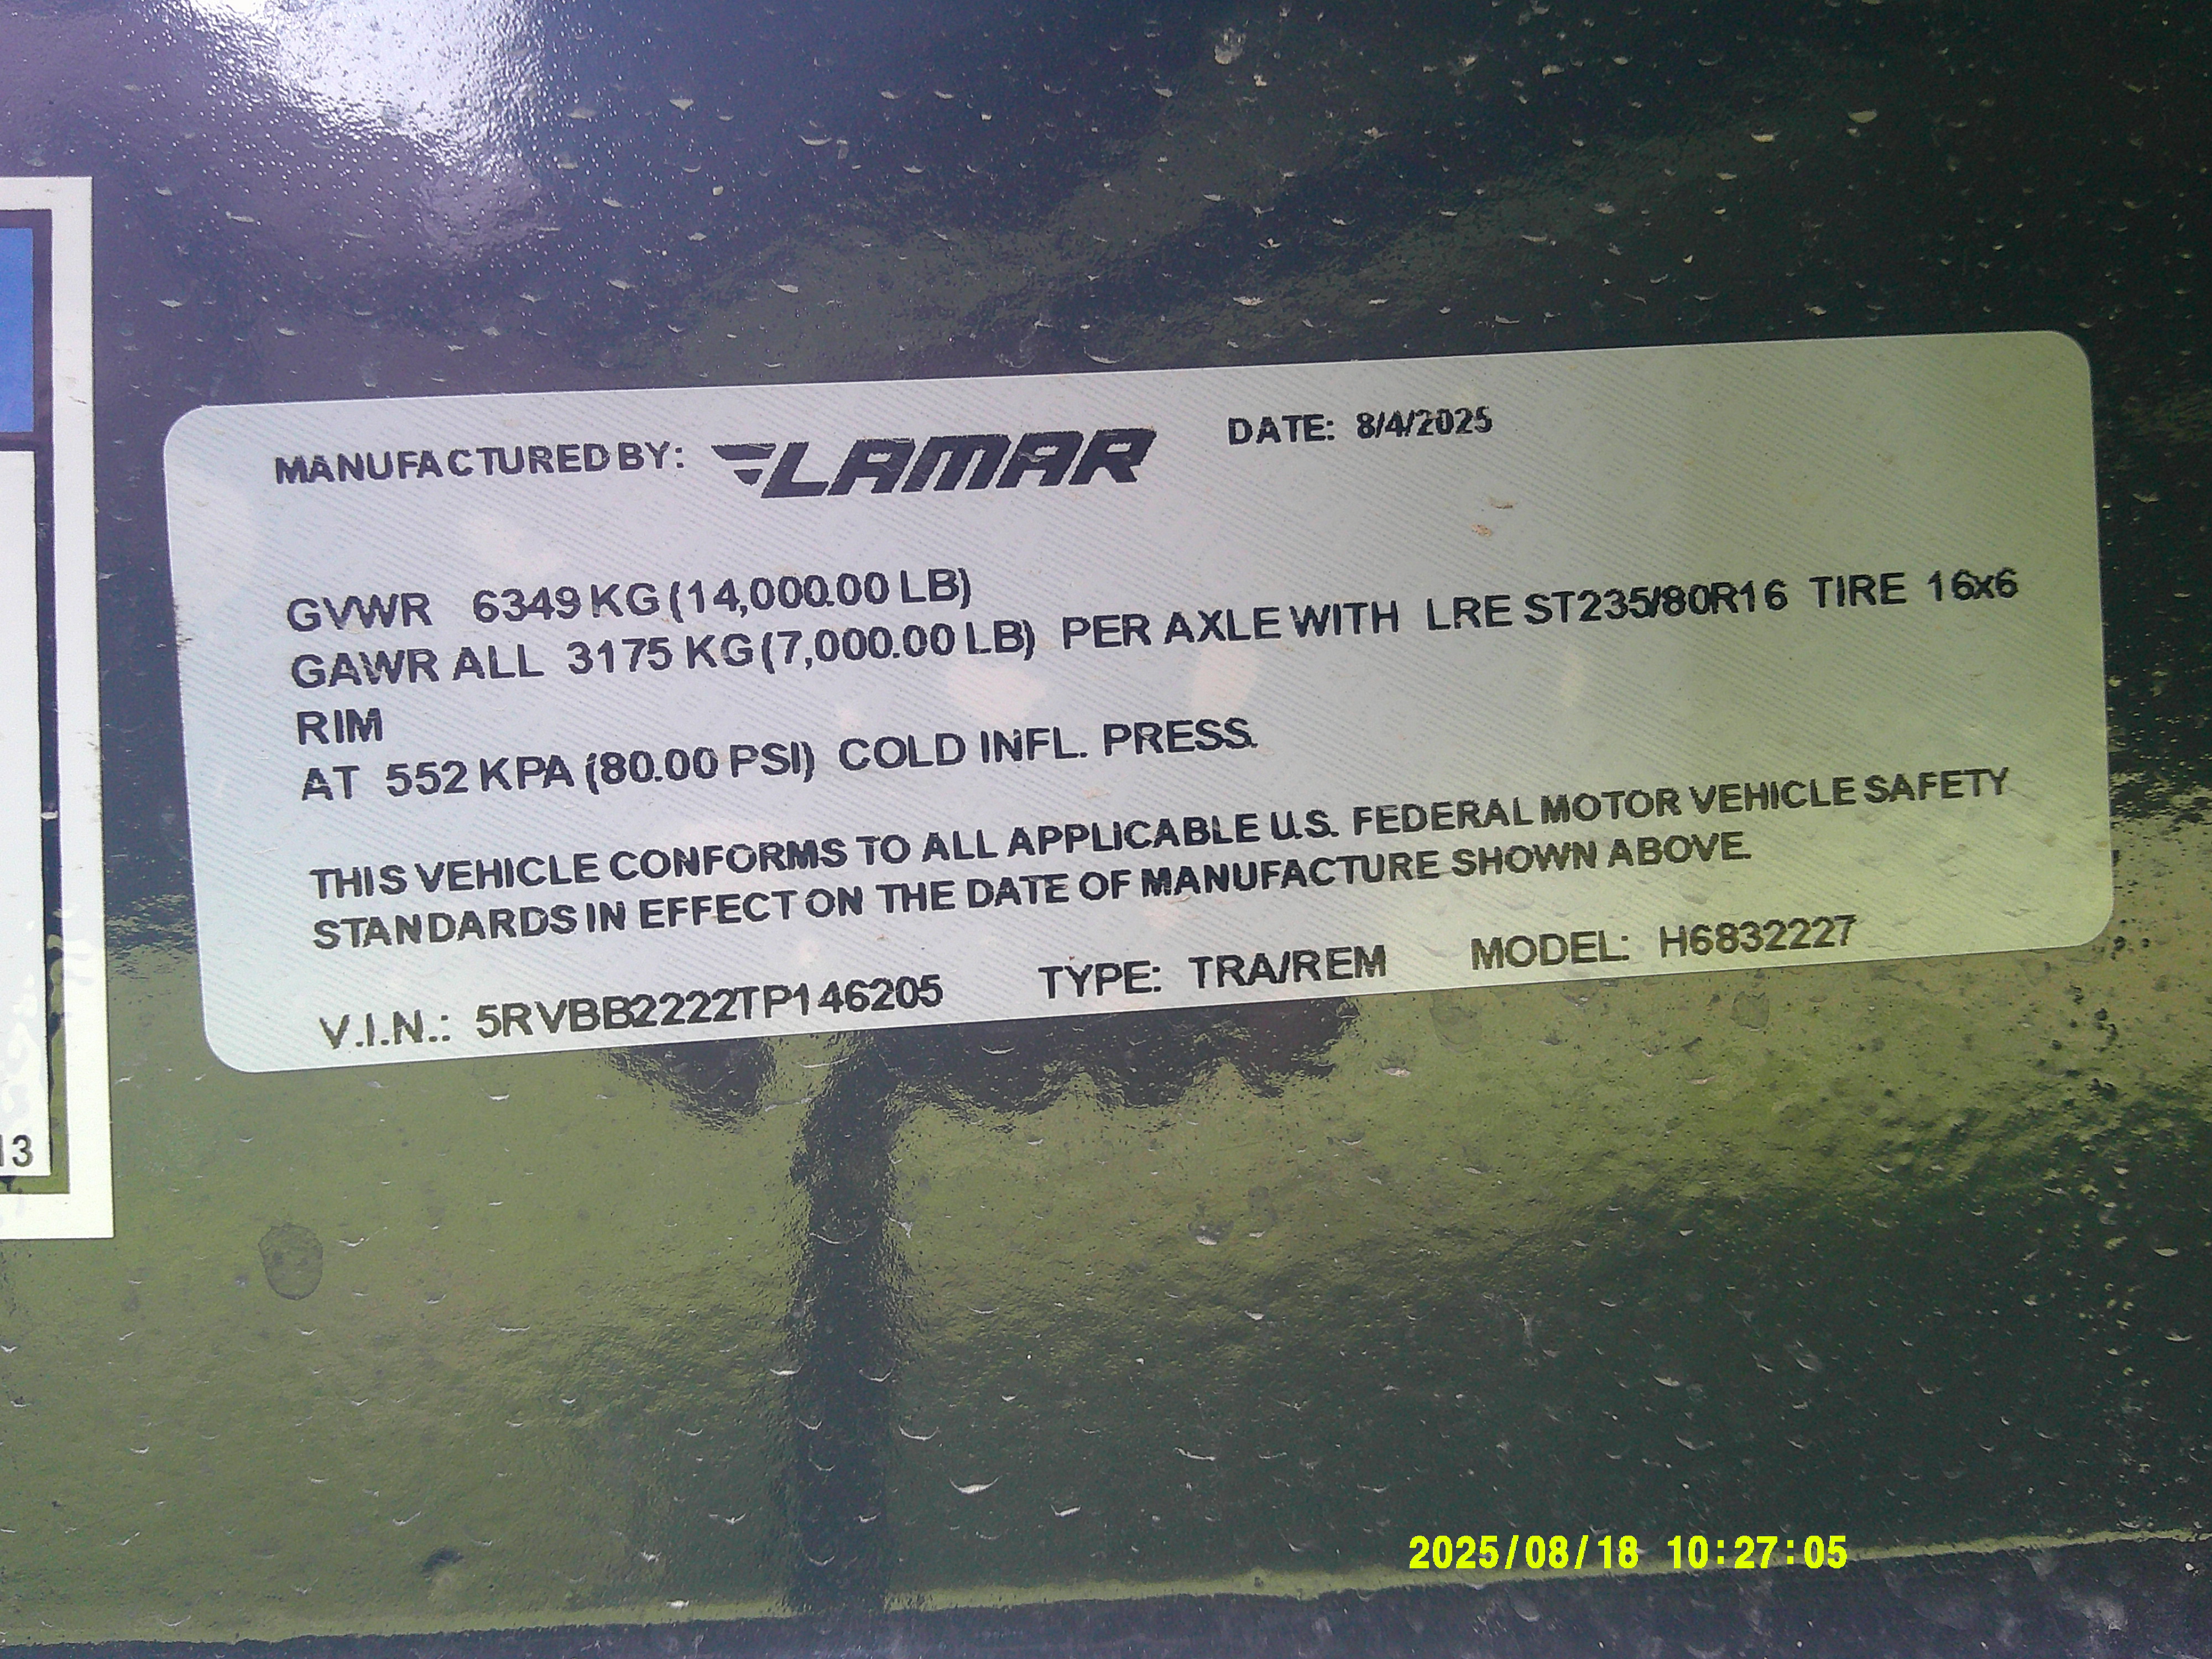 MANUFACTURED BY: LAMAR DATE: 8/4/2025
GVWR 6349 KG (14,000.00 LB)
GAWR ALL 3175 KG (7,000.00 LB) PER AXLE WITH LRE ST235/80R16 TIRE 16x6
RIM
AT 552 KPA (80.00 PSI) COLD INFL. PRESS.
THIS VEHICLE CONFORMS TO ALL APPLICABLE U.S. FEDERAL MOTOR VEHICLE SAFETY
STANDARDS IN EFFECT ON THE DATE OF MANUFACTURE SHOWN ABOVE.
V.I.N.: 5RVBB2222TP146205 TYPE: TRA/REM MODEL: H6832227
13
2025/08/18 10:27:05